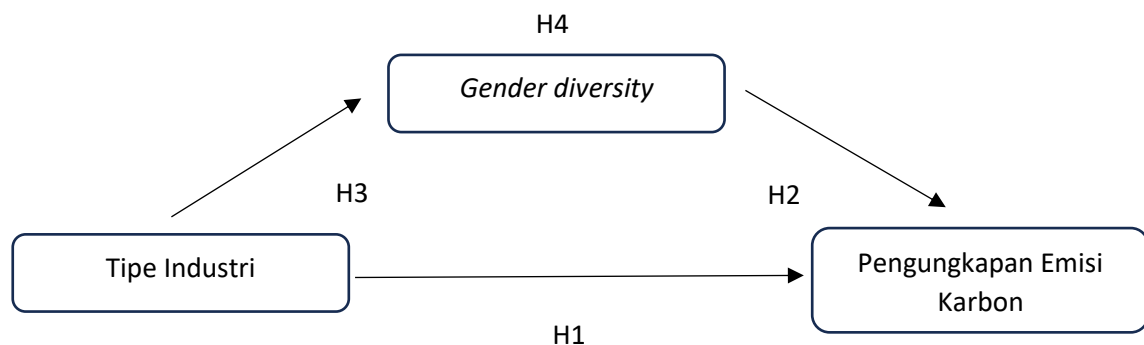 H4
Gender diversity
H3
H2
Tipe Industri
Pengungkapan Emisi
Karbon
H1